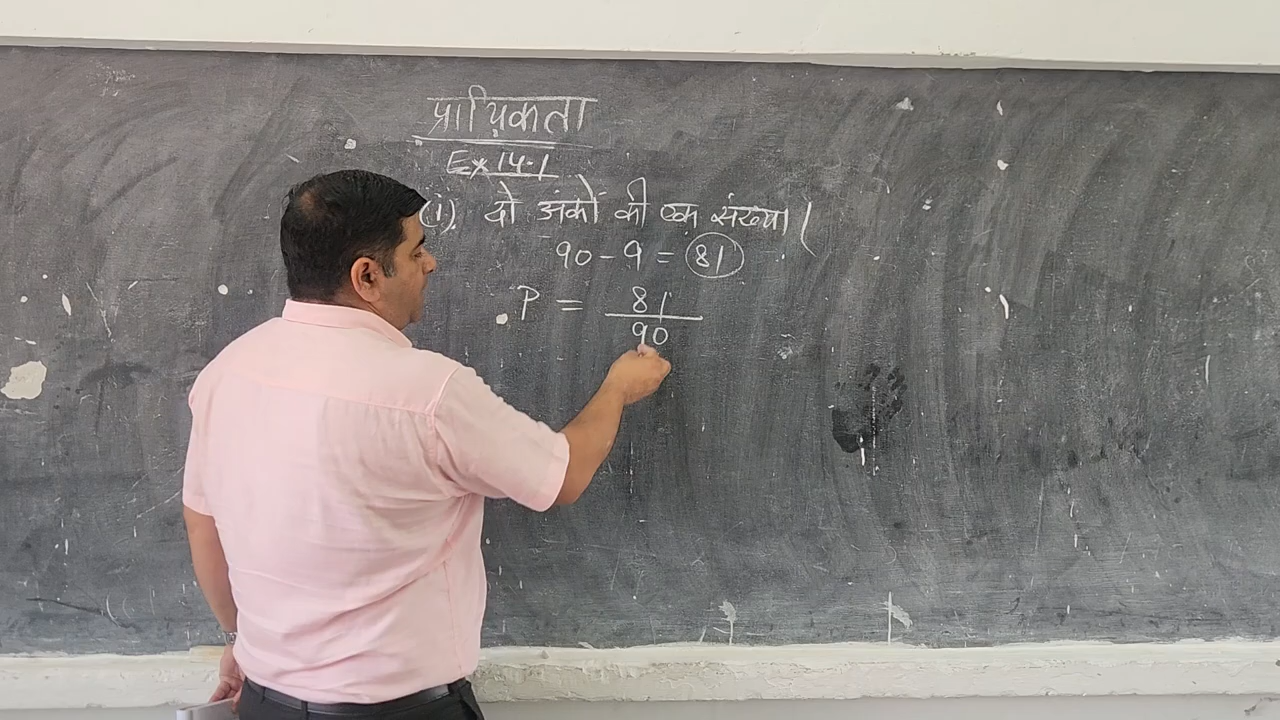 प्रायिकता
Ex 14.1
(i). दो अंकों की एक संख्या।
90 - 9 = 81
P = 81
90